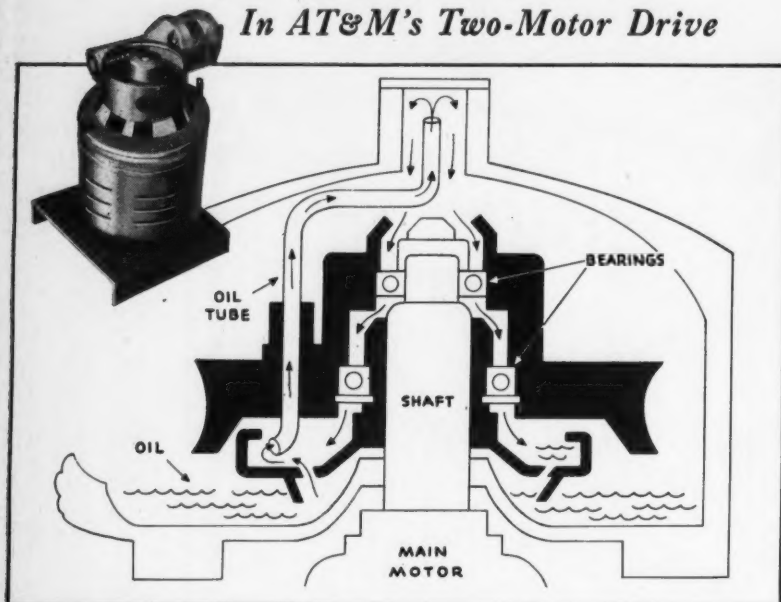 In AT&M's Two-Motor Drive
BEARINGS
OIL
TUBE
SHAFT
OIL
MAIN
MOTOR